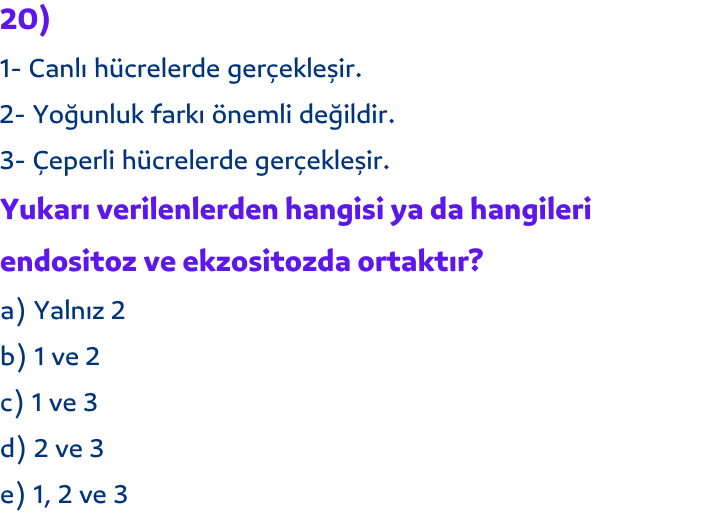 20)
1- Canlı hücrelerde gerçekleşir.
2- Yoğunluk farkı önemli değildir.
3- Çeperli hücrelerde gerçekleşir.
Yukarı verilenlerden hangisi ya da hangileri
endositoz ve ekzositozda ortaktır?
a) Yalnız 2
b) 1 ve 2
c) 1 ve 3
d) 2 ve 3
e) 1, 2 ve 3